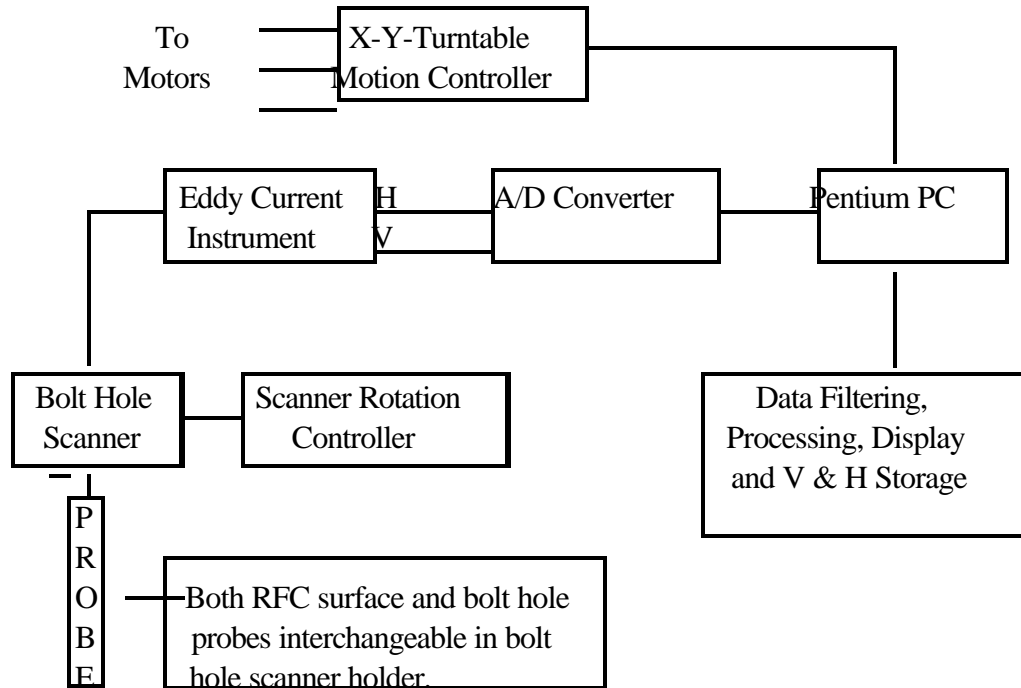 To
Motors
X-Y-Turntable
Motion Controller
Eddy Current
Instrument
H
V
A/D Converter
Pentium PC
Bolt Hole
Scanner
Scanner Rotation
Controller
Data Filtering,
Processing, Display
and V & H Storage
P
R
O
B
E
Both RFC surface and bolt hole
probes interchangeable in bolt
hole scanner holder.